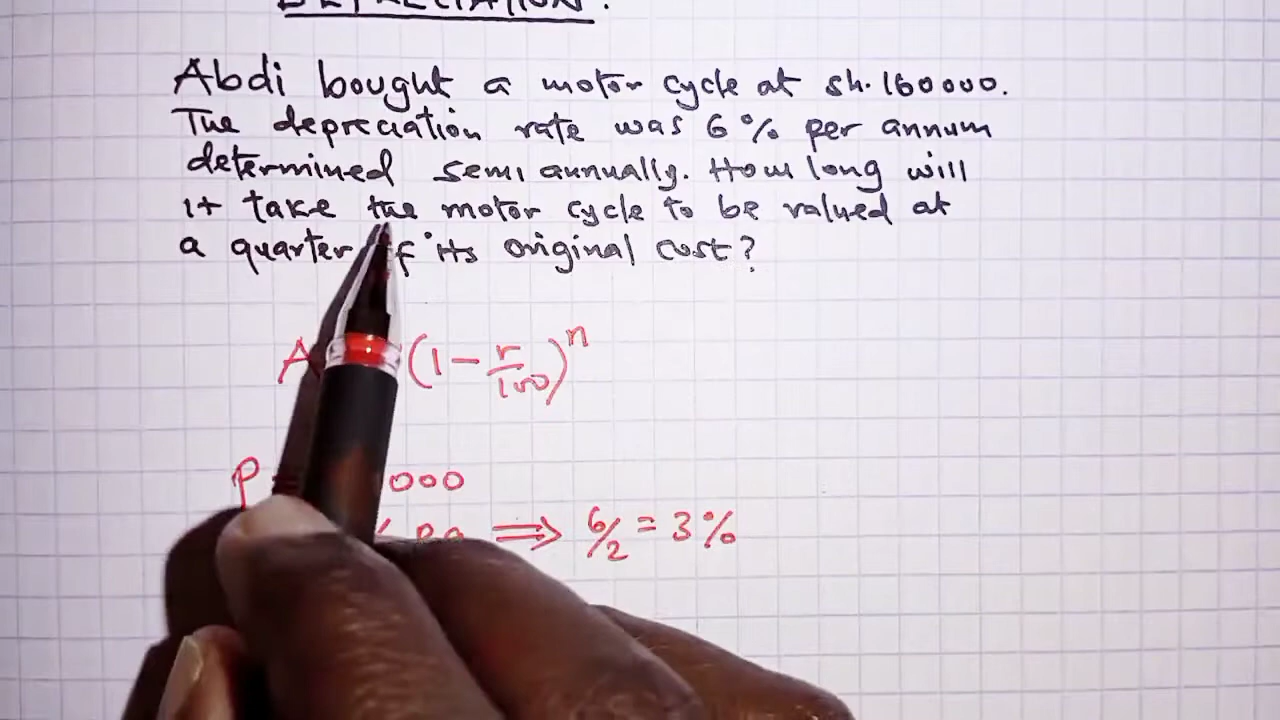 DEPRECIATION.
Abdi bought a motor cycle at sh. 160000.
The depreciation rate was 6% per annum
determined semi annually. How long will
it take the motor cycle to be valued at
a quarter of its original cost?
A (1 - r/100)^n
P 000
pa ⟹ 6/2 = 3%